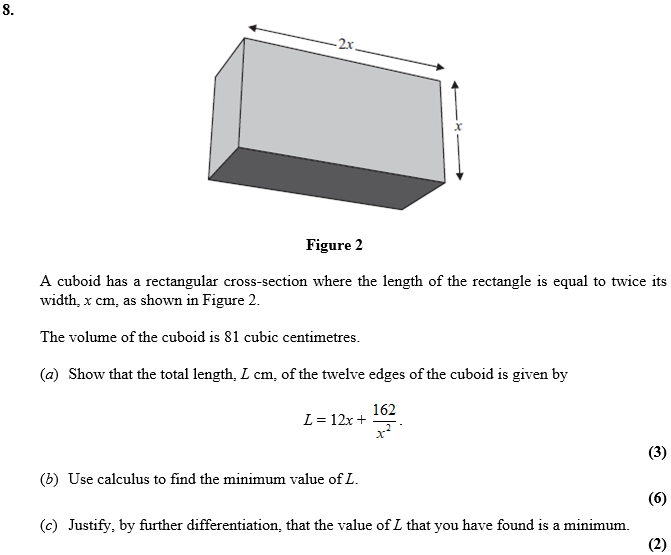 8.
2x
x
Figure 2
A cuboid has a rectangular cross-section where the length of the rectangle is equal to twice its
width, x cm, as shown in Figure 2.
The volume of the cuboid is 81 cubic centimetres.
(a) Show that the total length, L cm, of the twelve edges of the cuboid is given by
L = 12x + 162/x².
(3)
(b) Use calculus to find the minimum value of L.
(6)
(c) Justify, by further differentiation, that the value of L that you have found is a minimum.
(2)